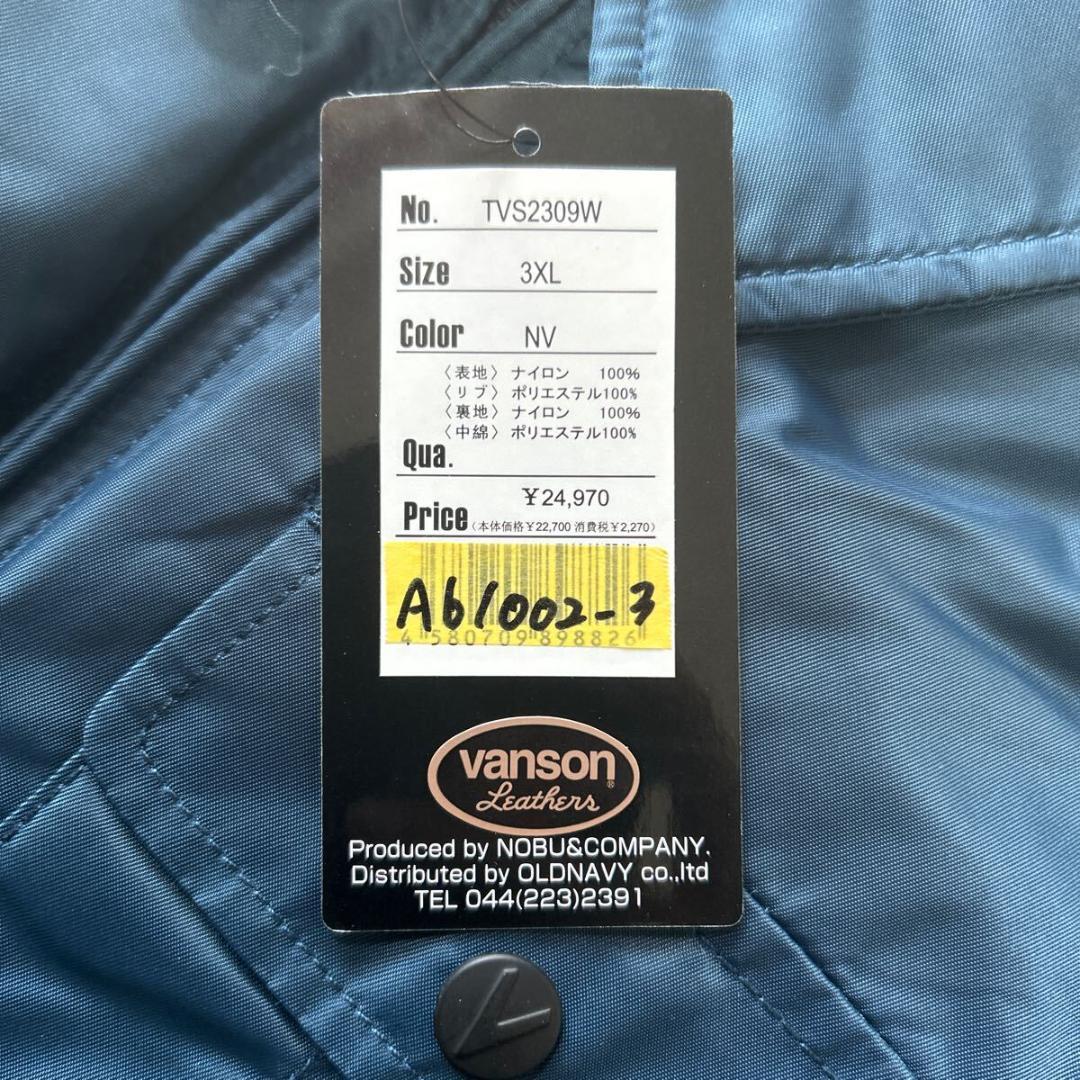 No. TVS2309W
Size 3XL
Color NV
〈表地〉 ナイロン 100%
〈リブ〉 ポリエステル100%
〈裏地〉 ナイロン 100%
〈中綿〉 ポリエステル100%
Qua.
¥24,970
Price (本体価格¥22,700 消費税¥2,270)
A61002-3
4 580709 898826
vanson®
Leathers
Produced by NOBU&COMPANY.
Distributed by OLDNAVY co.,ltd
TEL 044(223)2391